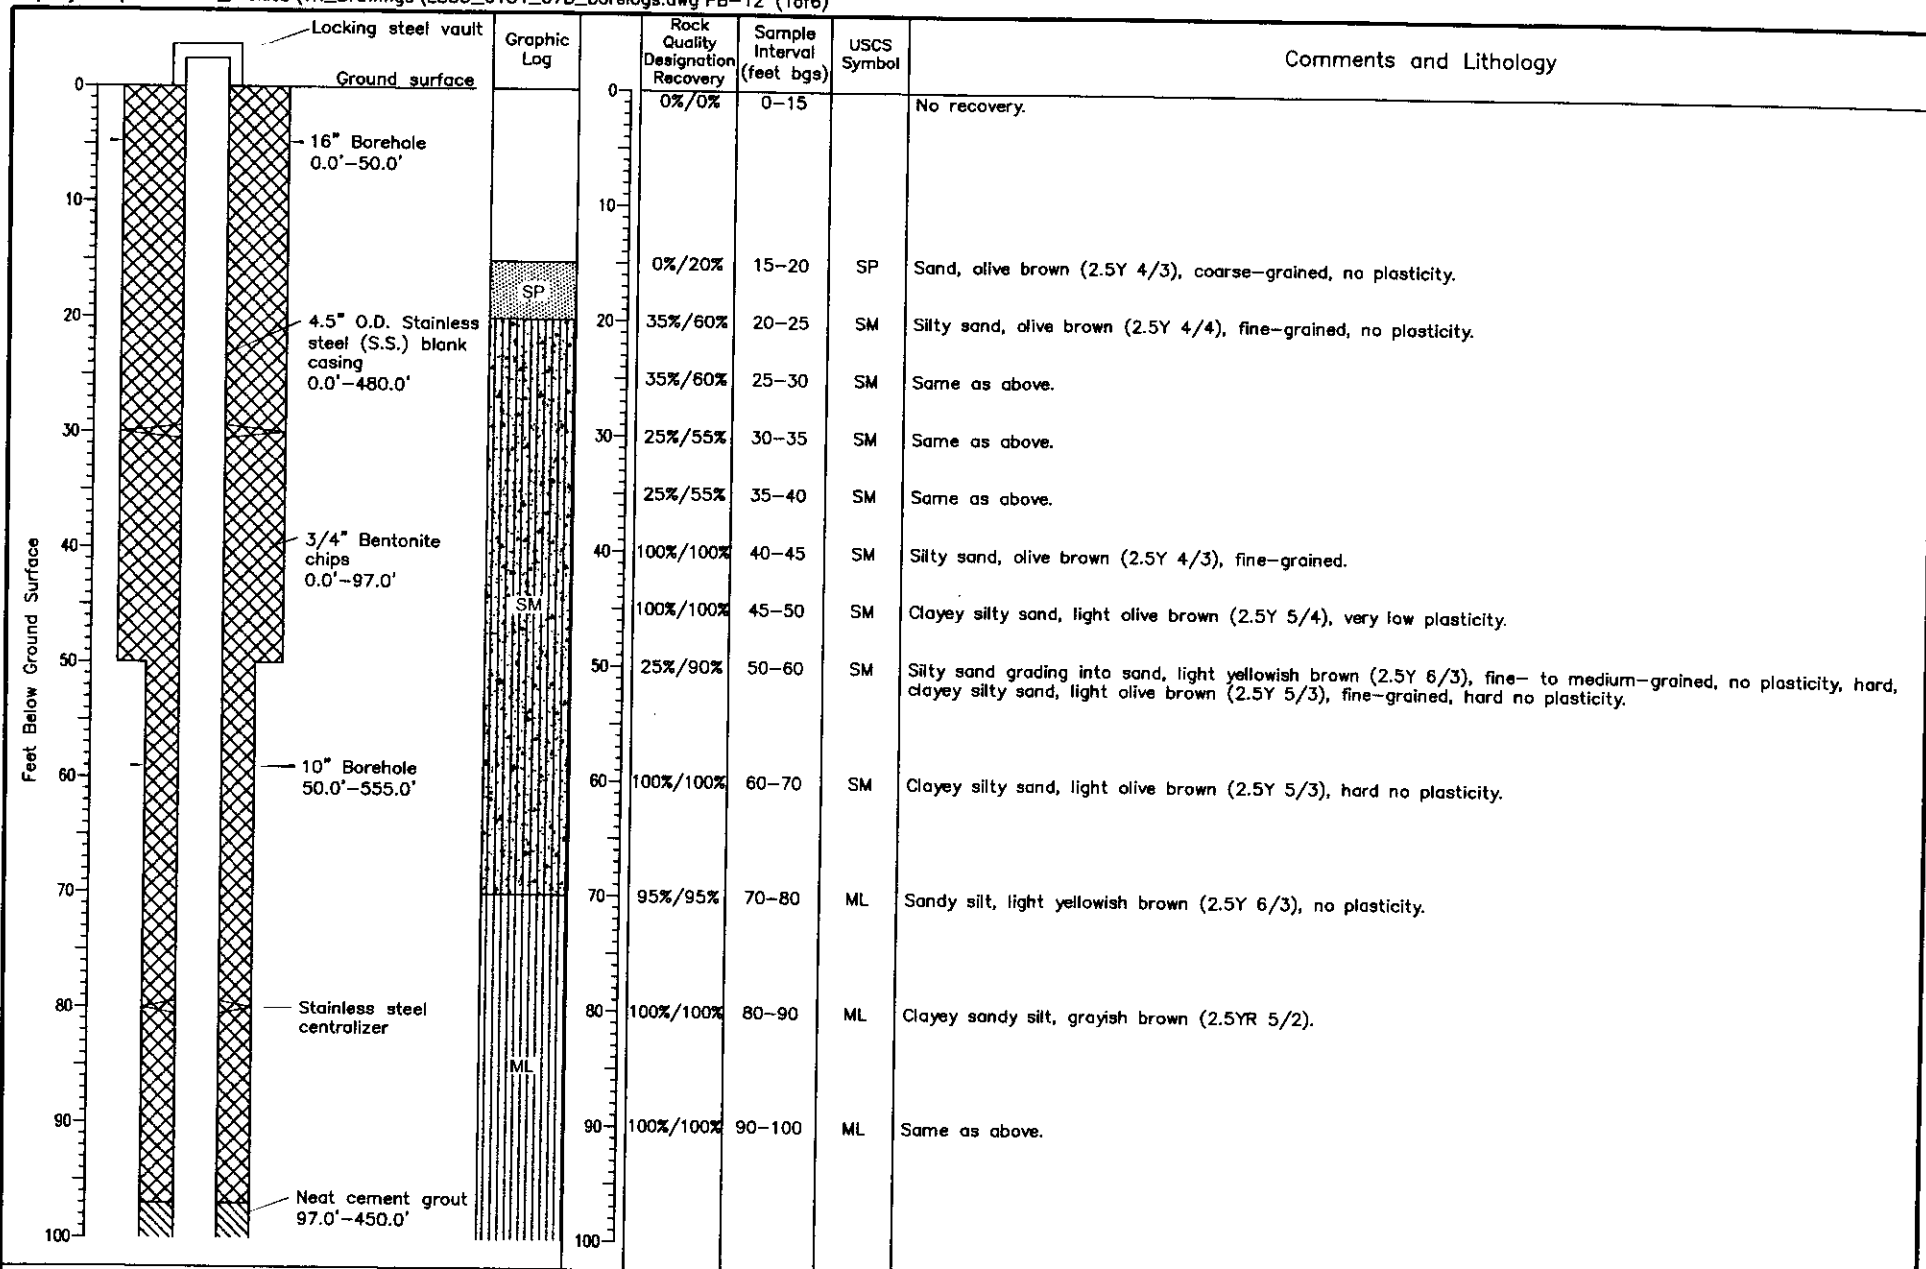 PB-12 (1of6)
Locking steel vault
Ground surface
Graphic
Log
Rock
Quality
Designation
Recovery
Sample
Interval
(feet bgs)
USCS
Symbol
Comments and Lithology
0
0
0%/0% 0-15 No recovery.
16" Borehole
0.0'-50.0'
10
10
0%/20% 15-20 SP Sand, olive brown (2.5Y 4/3), coarse-grained, no plasticity.
SP
20
4.5" O.D. Stainless
steel (S.S.) blank
casing
0.0'-480.0'
20
35%/60% 20-25 SM Silty sand, olive brown (2.5Y 4/4), fine-grained, no plasticity.
35%/60% 25-30 SM Same as above.
30
30
25%/55% 30-35 SM Same as above.
25%/55% 35-40 SM Same as above.
Feet Below Ground Surface
40
3/4" Bentonite
chips
0.0'-97.0'
40
100%/100% 40-45 SM Silty sand, olive brown (2.5Y 4/3), fine-grained.
SM
100%/100% 45-50 SM Clayey silty sand, light olive brown (2.5Y 5/4), very low plasticity.
50
50
25%/90% 50-60 SM Silty sand grading into sand, light yellowish brown (2.5Y 6/3), fine- to medium-grained, no plasticity, hard,
clayey silty sand, light olive brown (2.5Y 5/3), fine-grained, hard no plasticity.
60
10" Borehole
50.0'-555.0'
60
100%/100% 60-70 SM Clayey silty sand, light olive brown (2.5Y 5/3), hard no plasticity.
70
70
95%/95% 70-80 ML Sandy silt, light yellowish brown (2.5Y 6/3), no plasticity.
80
Stainless steel
centralizer
80
100%/100% 80-90 ML Clayey sandy silt, grayish brown (2.5YR 5/2).
ML
90
90
100%/100% 90-100 ML Same as above.
Neat cement grout
97.0'-450.0'
100
100